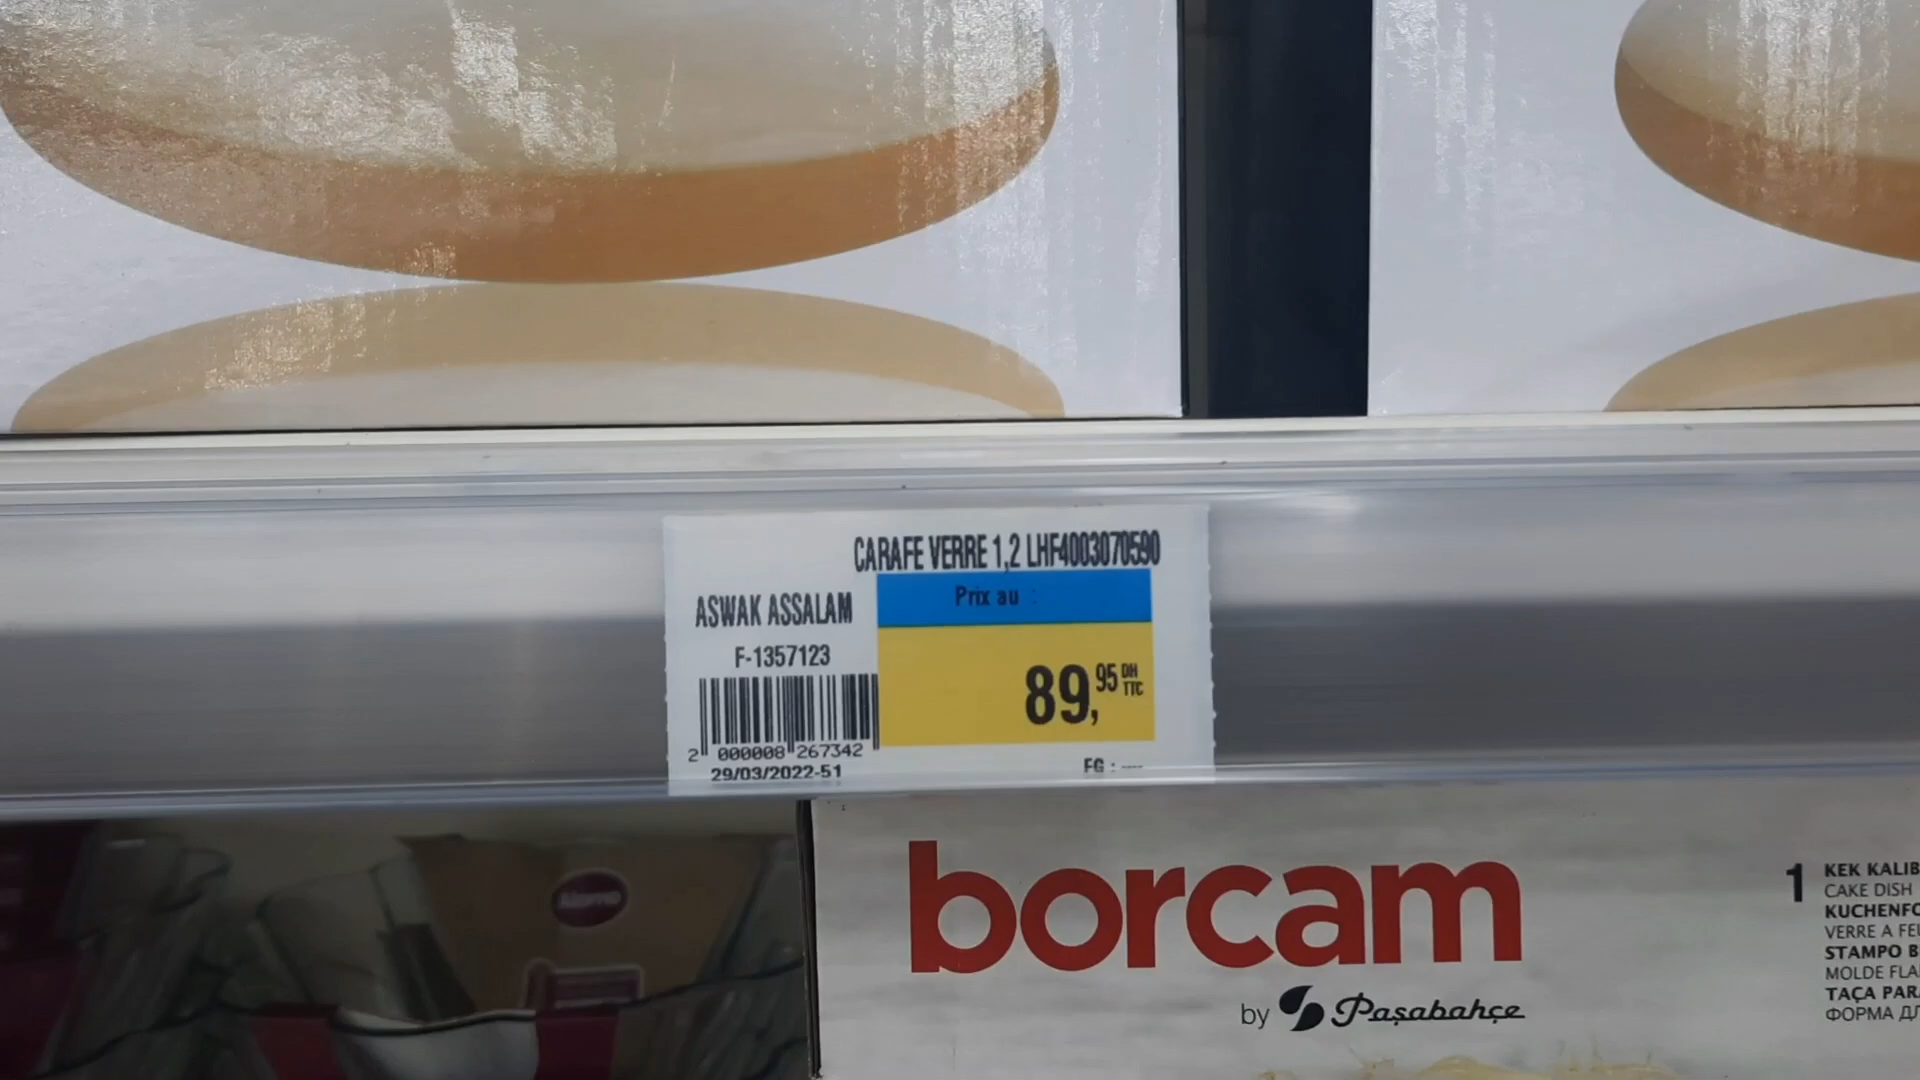 CARAFE VERRE 1,2 LHF4003070590
Prix au :
ASWAK ASSALAM
F-1357123
89,95 DH TTC
2 000008 267342
29/03/2022-51
FG : ----
borcam
by Paşabahçe
1 KEK KALIB
CAKE DISH
KUCHENFO
VERRE A FEU
STAMPO B
MOLDE FLA
TAÇA PAR
ФОРМА ДЛ